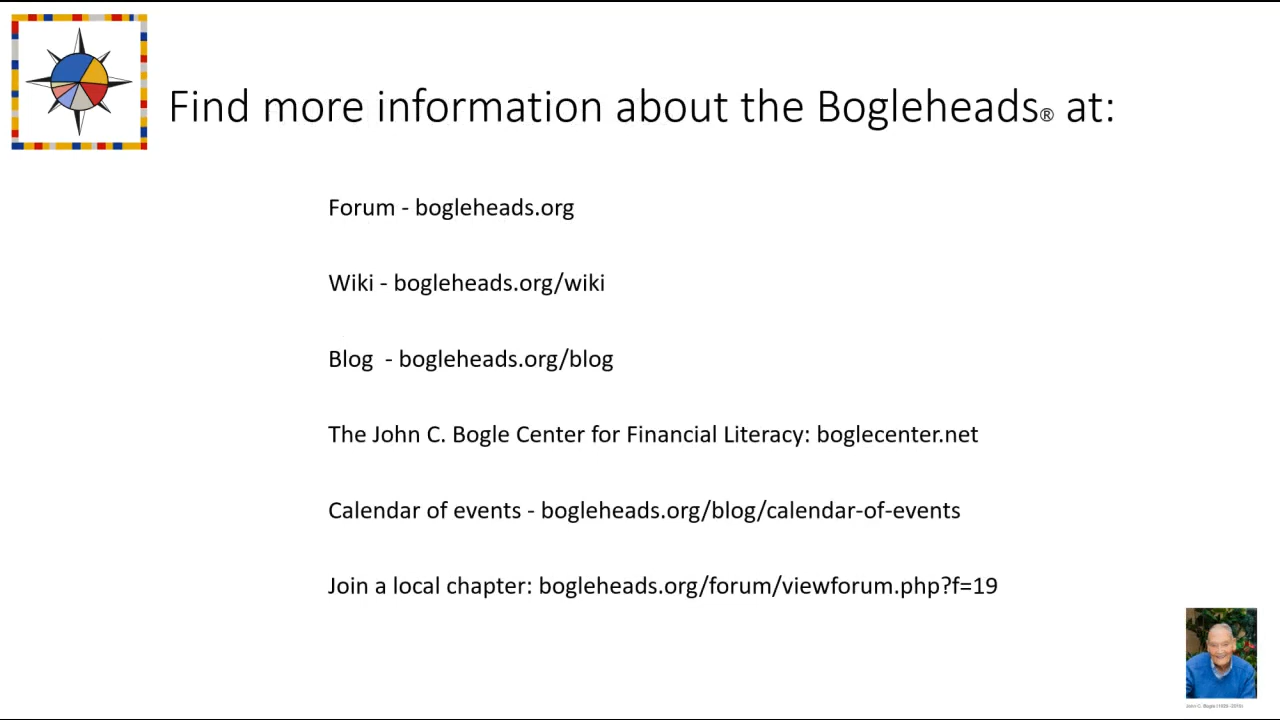 Find more information about the Bogleheads® at:
Forum - bogleheads.org
Wiki - bogleheads.org/wiki
Blog - bogleheads.org/blog
The John C. Bogle Center for Financial Literacy: boglecenter.net
Calendar of events - bogleheads.org/blog/calendar-of-events
Join a local chapter: bogleheads.org/forum/viewforum.php?f=19
John C. Bogle